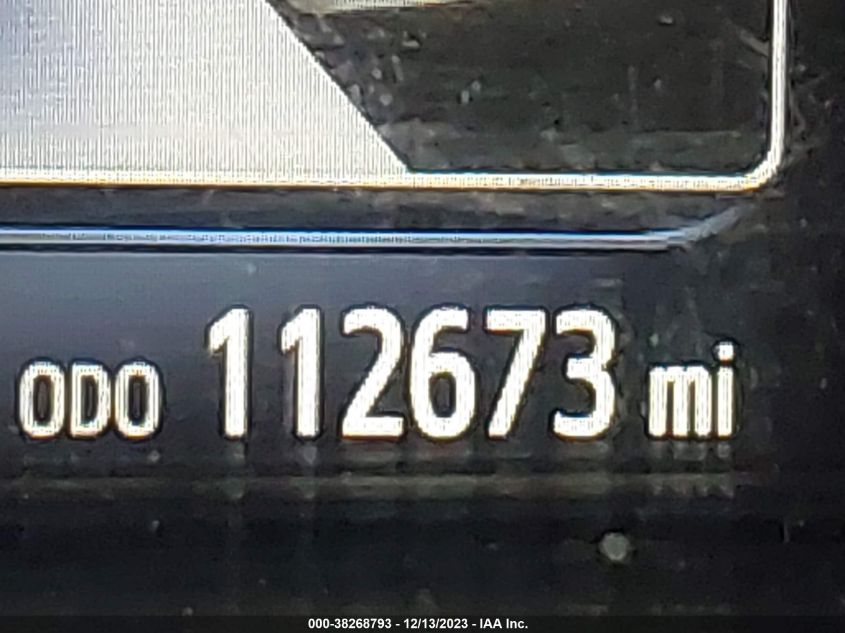 ODO 112673 mi
000-38268793 - 12/13/2023 - IAA Inc.